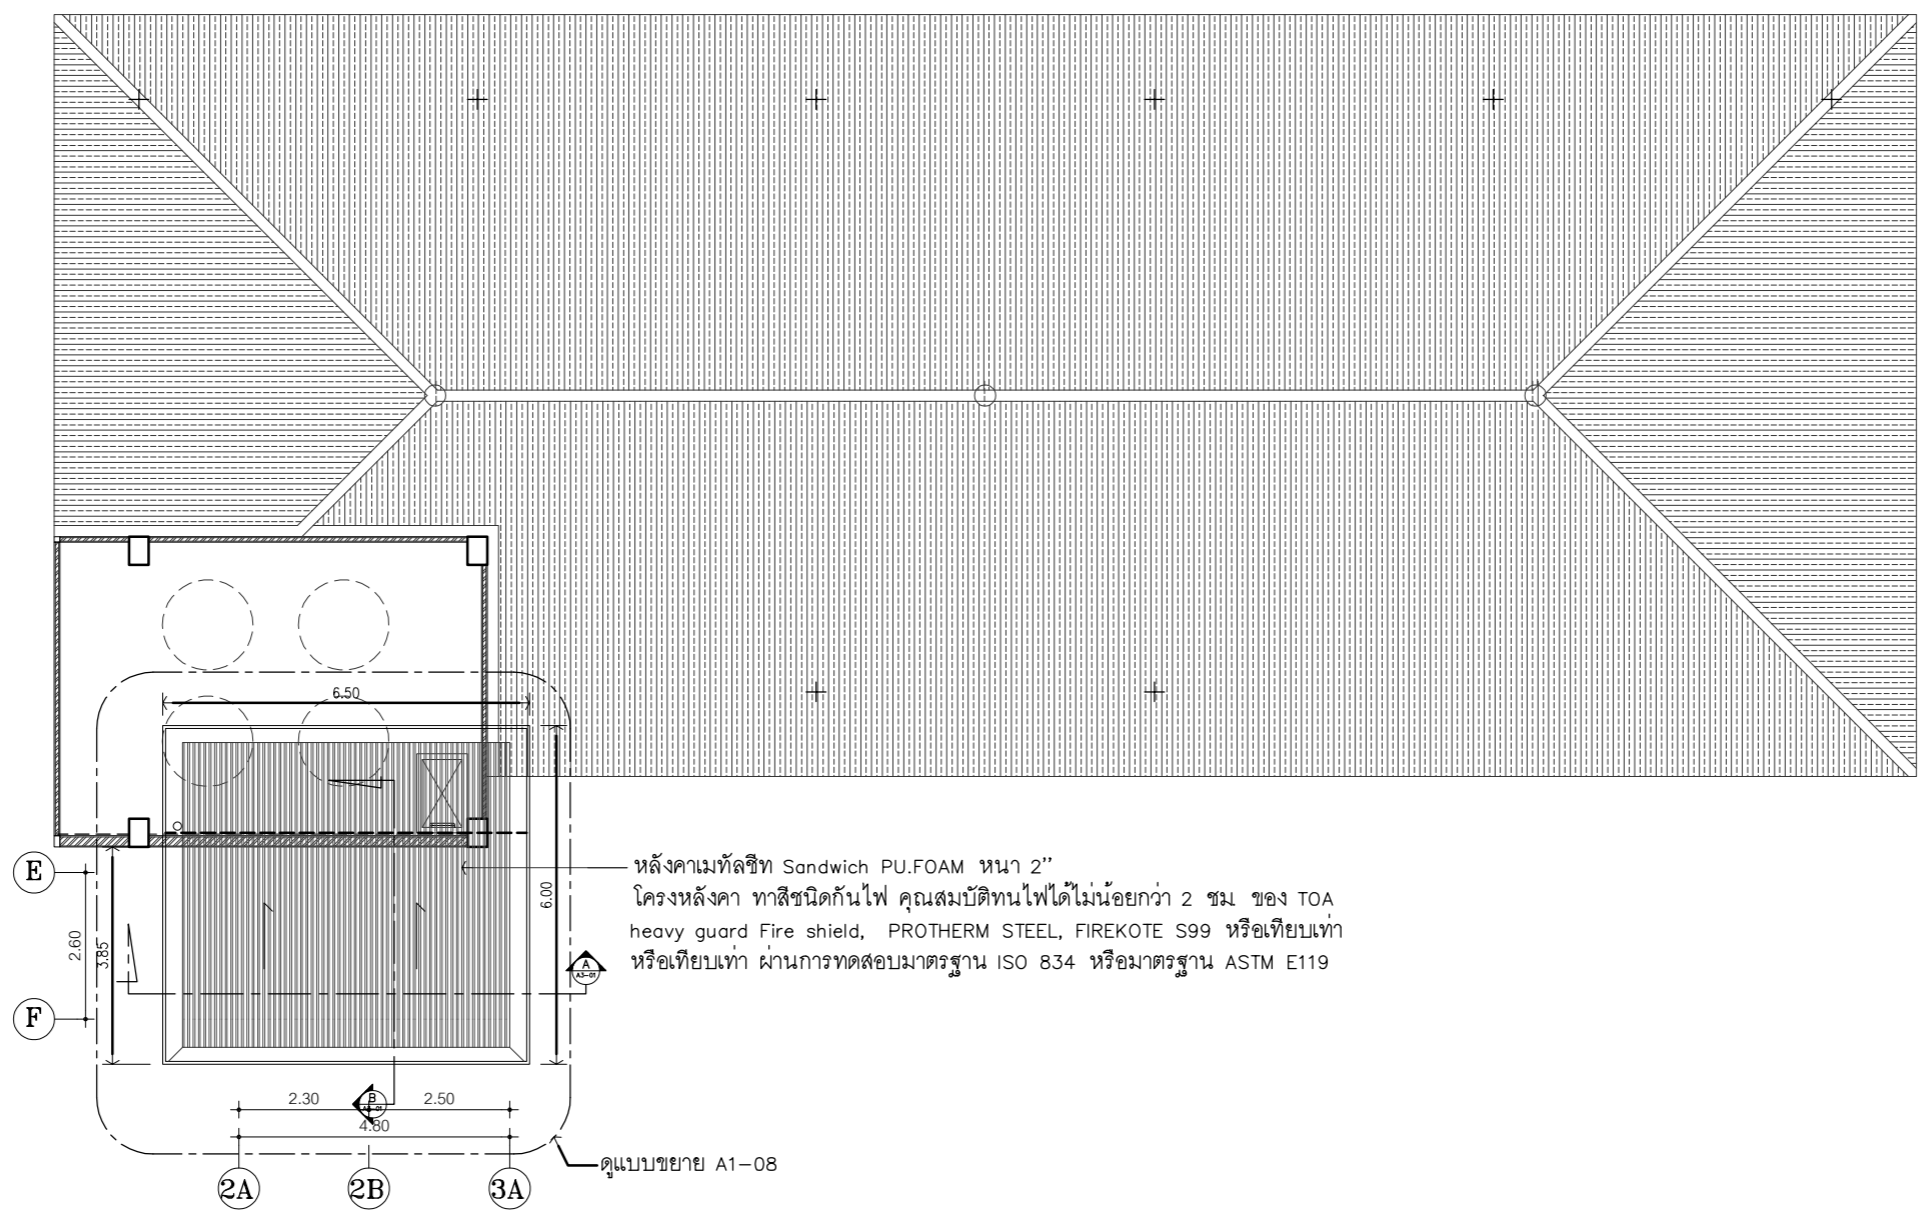 6.50
หลังคาเมทัลชีท Sandwich PU.FOAM หนา 2''
โครงหลังคา ทาสีชนิดกันไฟ คุณสมบัติทนไฟได้ไม่น้อยกว่า 2 ชม. ของ TOA
heavy guard Fire shield, PROTHERM STEEL, FIREKOTE S99 หรือเทียบเท่า
หรือเทียบเท่า ผ่านการทดสอบมาตรฐาน ISO 834 หรือมาตรฐาน ASTM E119
E
6.00
2.60
3.85
A
A3-01
F
2.30
B
2.50
4.80
ดูแบบขยาย A1-08
2A
2B
3A